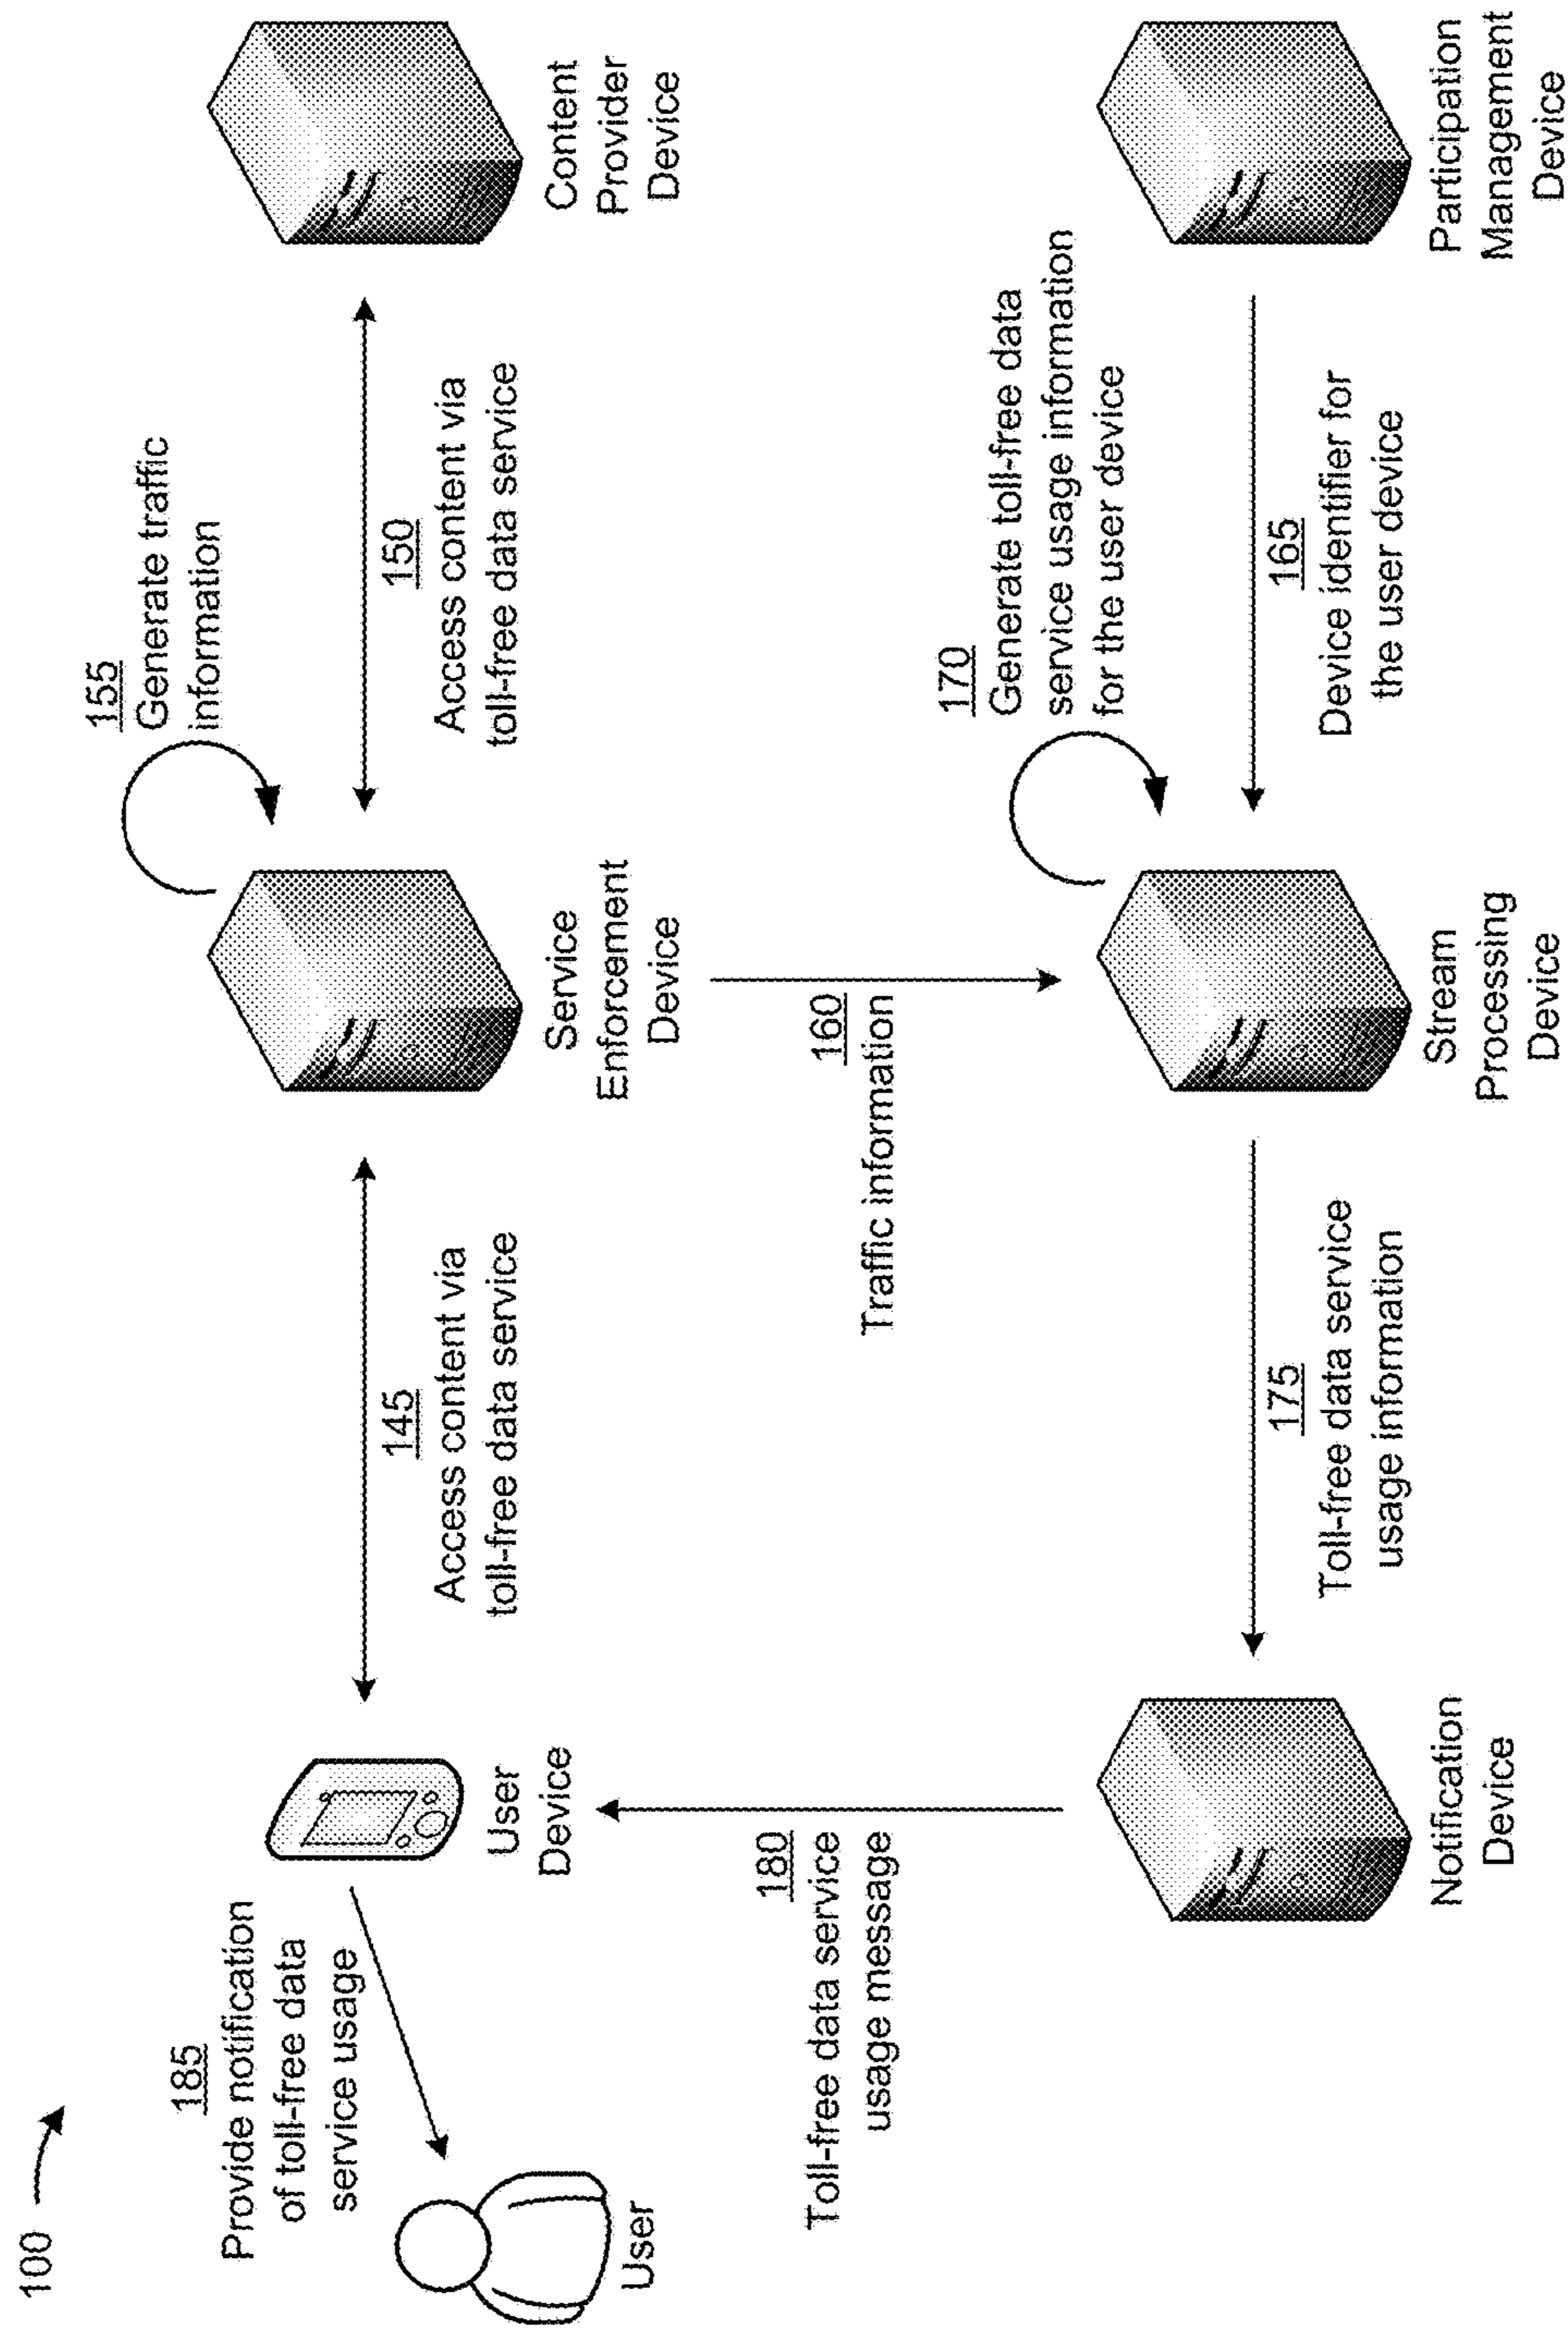 100
185
Provide notification
of toll-free data
service usage
User
User
Device
145
Access content via
toll-free data service
155
Generate traffic
information
Service
Enforcement
Device
150
Access content via
toll-free data service
Content
Provider
Device
180
Toll-free data service
usage message
160
Traffic information
Notification
Device
175
Toll-free data service
usage information
170
Generate toll-free data
service usage information
for the user device
Stream
Processing
Device
165
Device identifier for
the user device
Participation
Management
Device